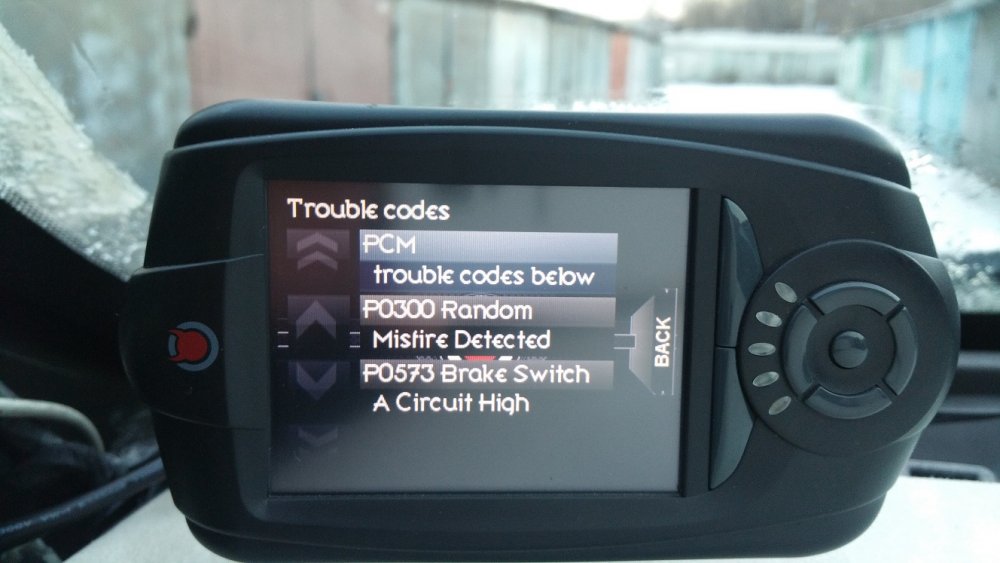 Trouble codes
PCM
trouble codes below
P0300 Random
Misfire Detected
P0573 Brake Switch
A Circuit High
BACK